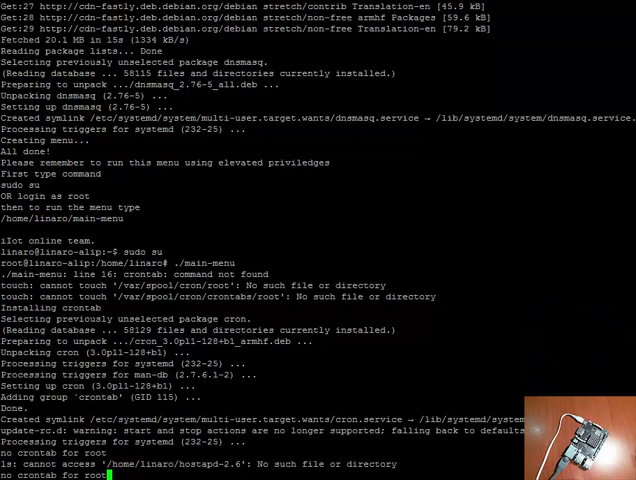 Get:27 http://cdn-fastly.deb.debian.org/debian stretch/contrib Translation-en [45.9 kB]
Get:28 http://cdn-fastly.deb.debian.org/debian stretch/non-free armhf Packages [59.6 kB]
Get:29 http://cdn-fastly.deb.debian.org/debian stretch/non-free Translation-en [79.2 kB]
Fetched 20.1 MB in 15s (1334 kB/s)
Reading package lists... Done
Selecting previously unselected package dnsmasq.
(Reading database ... 58115 files and directories currently installed.)
Preparing to unpack .../dnsmasq_2.76-5_all.deb ...
Unpacking dnsmasq (2.76-5) ...
Setting up dnsmasq (2.76-5) ...
Created symlink /etc/systemd/system/multi-user.target.wants/dnsmasq.service → /lib/systemd/system/dnsmasq.service.
Processing triggers for systemd (232-25) ...
Creating menu...
All done!
Please remember to run this menu using elevated priviledges
First type command
sudo su
OR login as root
then to run the menu type
/home/linaro/main-menu
iIot online team.
linaro@linaro-alip:~$ sudo su
root@linaro-alip:/home/linaro# ./main-menu
./main-menu: line 16: crontab: command not found
touch: cannot touch '/var/spool/cron/root': No such file or directory
touch: cannot touch '/var/spool/cron/crontabs/root': No such file or directory
Installing crontab
Selecting previously unselected package cron.
(Reading database ... 58129 files and directories currently installed.)
Preparing to unpack .../cron_3.0pl1-128+b1_armhf.deb ...
Unpacking cron (3.0pl1-128+b1) ...
Processing triggers for systemd (232-25) ...
Processing triggers for man-db (2.7.6.1-2) ...
Setting up cron (3.0pl1-128+b1) ...
Adding group `crontab' (GID 115) ...
Done.
Created symlink /etc/systemd/system/multi-user.target.wants/cron.service → /lib/systemd/syste
update-rc.d: warning: start and stop actions are no longer supported; falling back to defaults
Processing triggers for systemd (232-25) ...
no crontab for root
ls: cannot access '/home/linaro/hostapd-2.6': No such file or directory
no crontab for root